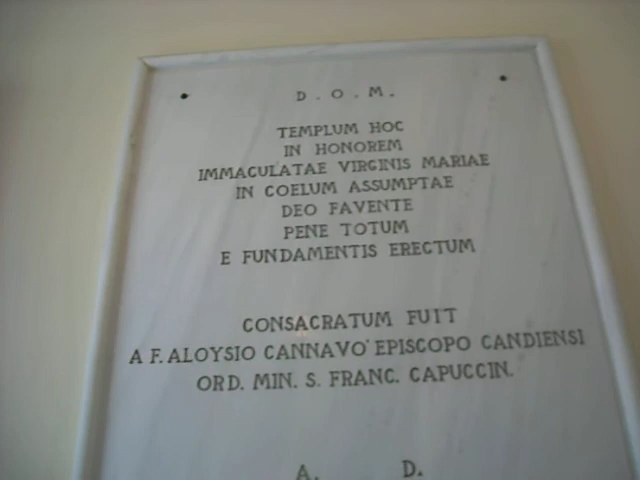 D . O . M .
TEMPLUM HOC
IN HONOREM
IMMACULATAE VIRGINIS MARIAE
IN COELUM ASSUMPTAE
DEO FAVENTE
PENE TOTUM
E FUNDAMENTIS ERECTUM
CONSACRATUM FUIT
A F. ALOYSIO CANNAVO' EPISCOPO CANDIENSI
ORD. MIN. S. FRANC. CAPUCCIN.
A. D.